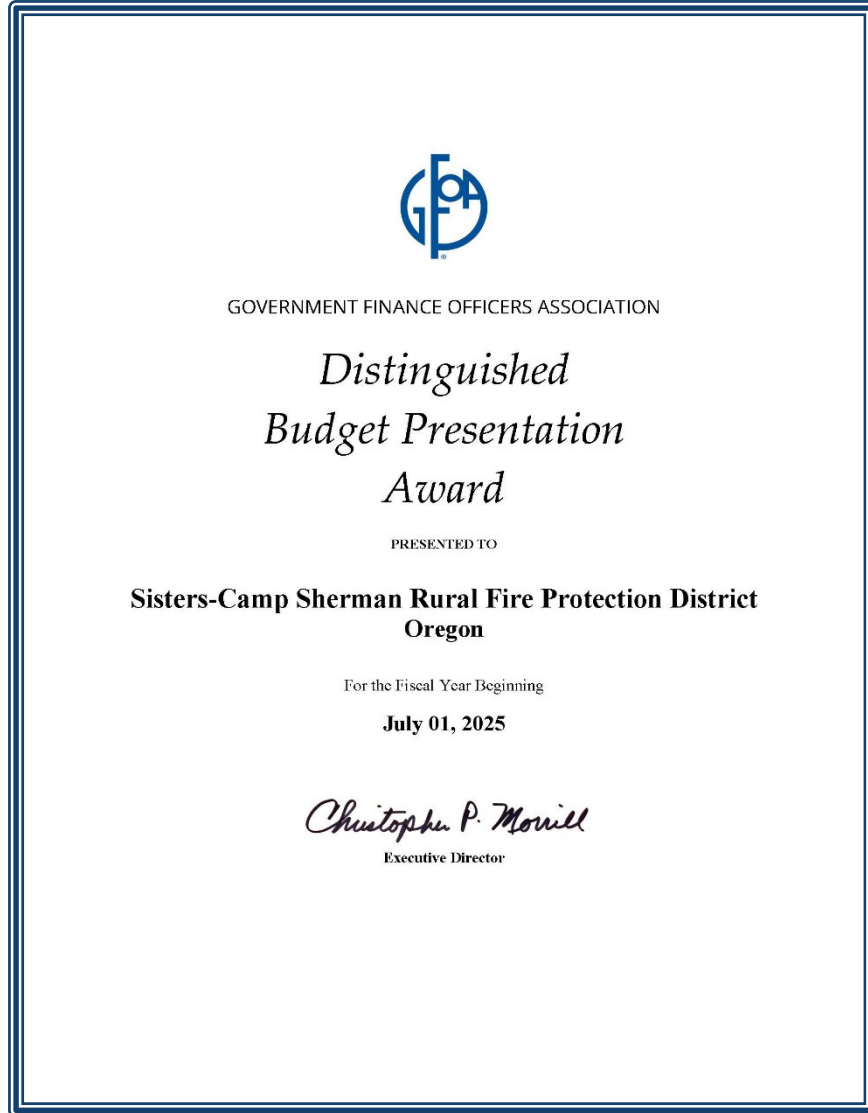 GFOA
®
GOVERNMENT FINANCE OFFICERS ASSOCIATION
Distinguished
Budget Presentation
Award
PRESENTED TO
Sisters-Camp Sherman Rural Fire Protection District
Oregon
For the Fiscal Year Beginning
July 01, 2025
Christopher P. Morrill
Executive Director